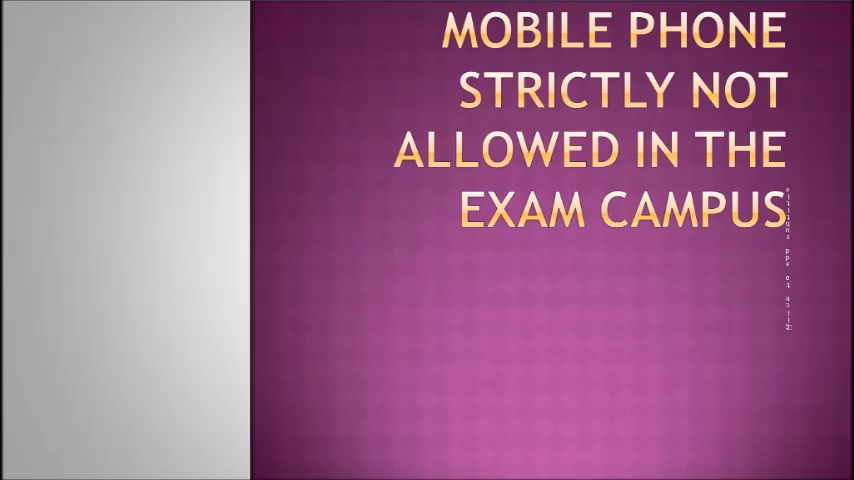 MOBILE PHONE
STRICTLY NOT
ALLOWED IN THE
EXAM CAMPUS